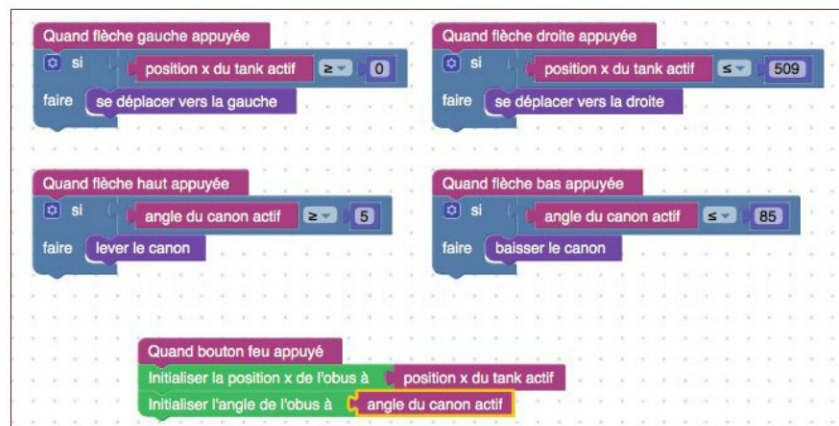 Quand flèche gauche appuyée
si position x du tank actif ≥ 0
faire se déplacer vers la gauche
Quand flèche droite appuyée
si position x du tank actif ≤ 509
faire se déplacer vers la droite
Quand flèche haut appuyée
si angle du canon actif ≥ 5
faire lever le canon
Quand flèche bas appuyée
si angle du canon actif ≤ 85
faire baisser le canon
Quand bouton feu appuyé
Initialiser la position x de l'obus à position x du tank actif
Initialiser l'angle de l'obus à angle du canon actif